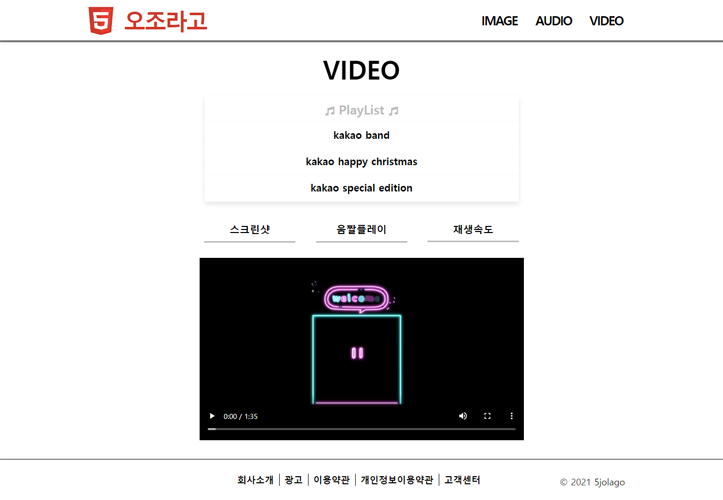 5 오조라고 IMAGE AUDIO VIDEO
VIDEO
♫ PlayList ♫
kakao band
kakao happy christmas
kakao special edition
스크린샷 움짤플레이 재생속도
welcome
0:00 / 1:35
회사소개 | 광고 | 이용약관 | 개인정보이용약관 | 고객센터 © 2021 5jolago